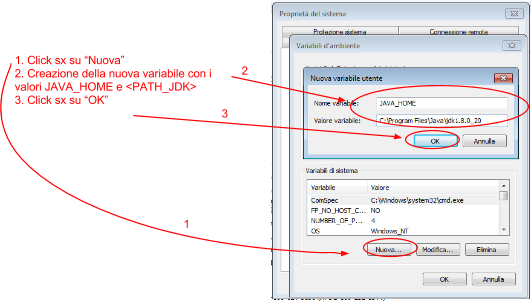 Proprietà del sistema
Protezione sistema
Connessione remota
Variabili d'ambiente
1. Click sx su "Nuova"
2. Creazione della nuova variabile con i
valori JAVA_HOME e <PATH_JDK>
3. Click sx su "OK"
2
3
1
Nuova variabile utente
Nome variabile:
JAVA_HOME
Valore variabile:
C:\Program Files\Java\jdk1.8.0_20
OK
Annulla
Variabili di sistema
Variabile
Valore
ComSpec
C:\Windows\system32\cmd.exe
FP_NO_HOST_C...
NO
NUMBER_OF_P...
4
OS
Windows_NT
Nuova...
Modifica...
Elimina
OK
Annulla